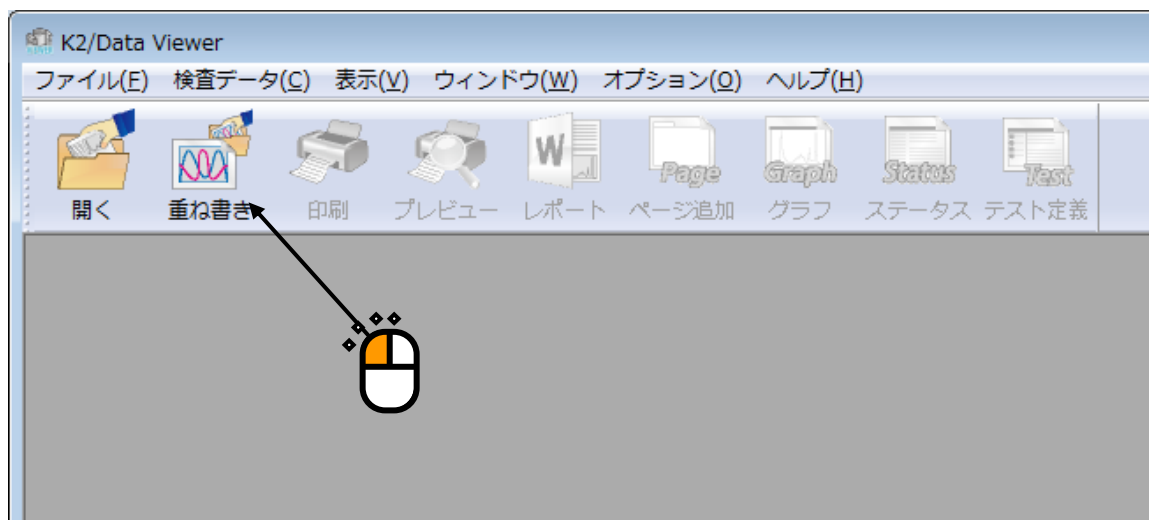 K2/Data Viewer
ファイル(F) 検査データ(C) 表示(V) ウィンドウ(W) オプション(O) ヘルプ(H)
W Page Graph Status Test
開く 重ね書き 印刷 プレビュー レポート ページ追加 グラフ ステータス テスト定義